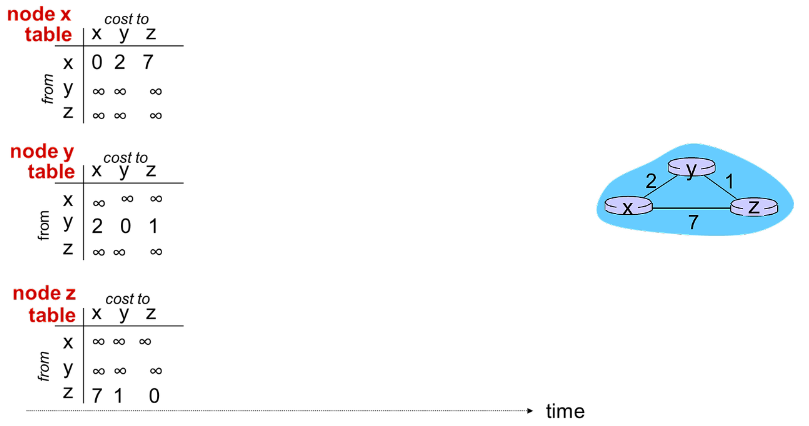 node x
table
cost to
x y z
from
x 0 2 7
y ∞ ∞ ∞
z ∞ ∞ ∞
node y
table
cost to
x y z
from
x ∞ ∞ ∞
y 2 0 1
z ∞ ∞ ∞
node z
table
cost to
x y z
from
x ∞ ∞ ∞
y ∞ ∞ ∞
z 7 1 0
time
y
2 1
x z
7